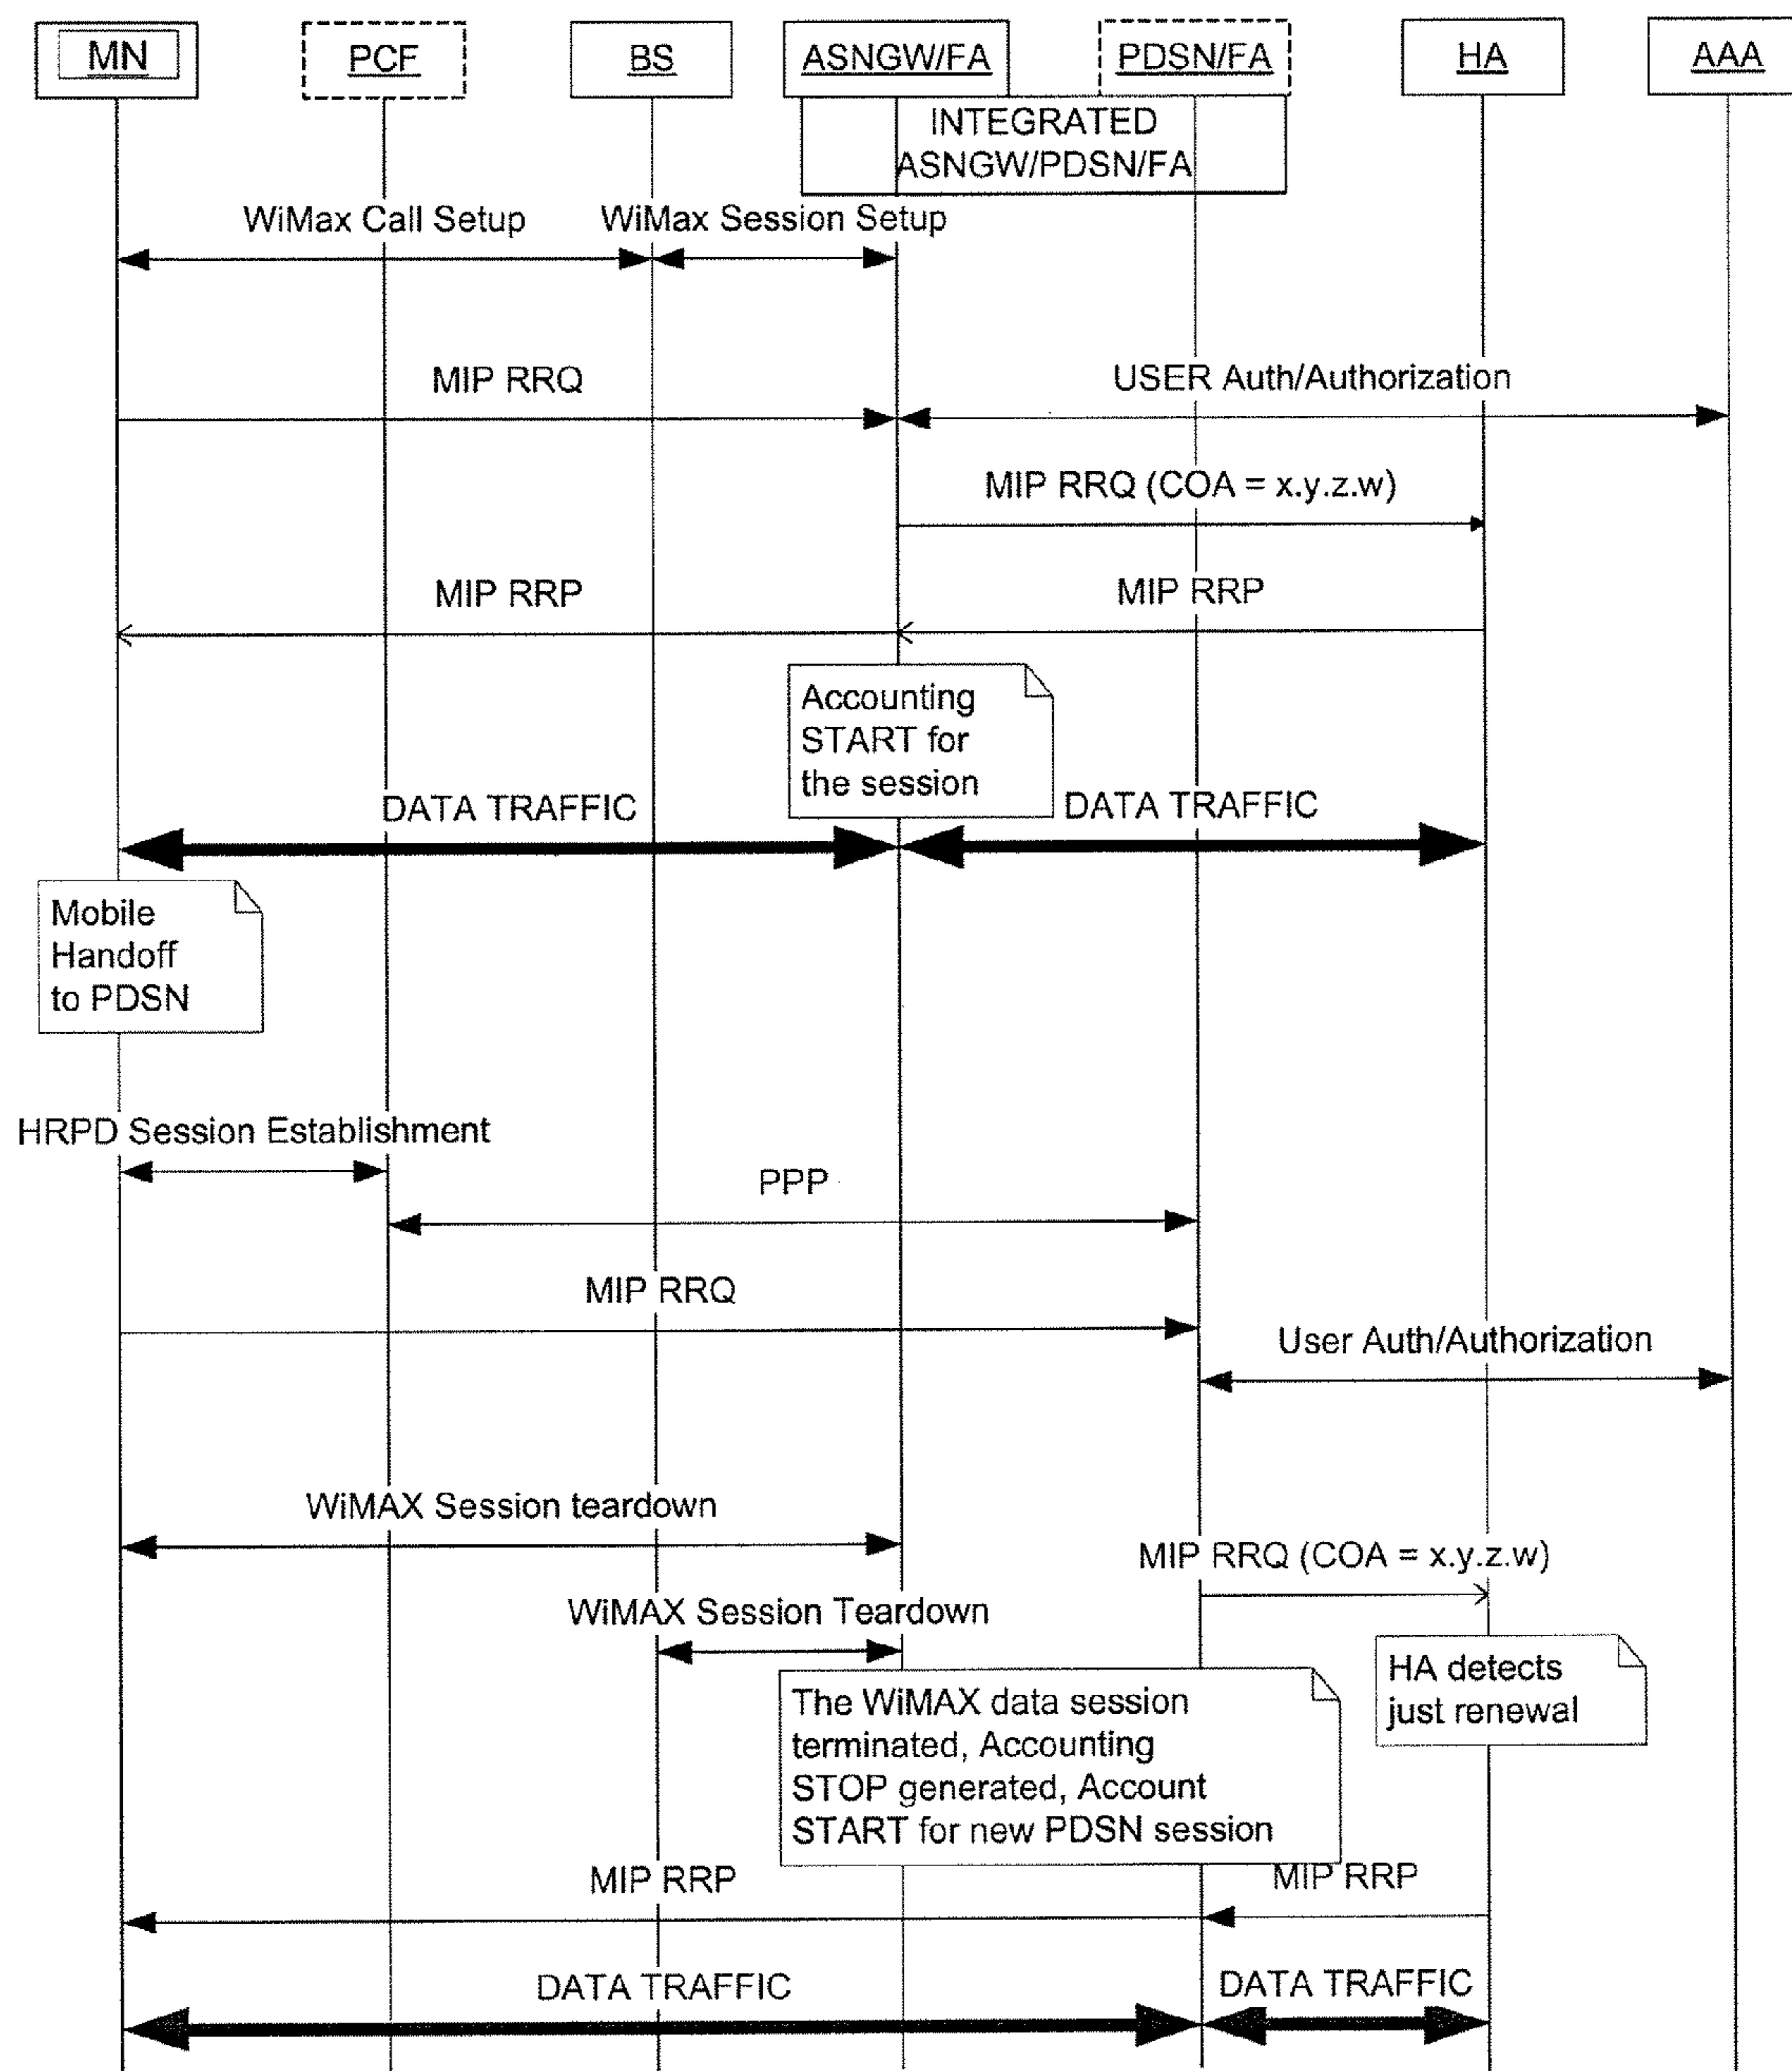 MN
PCF
BS
ASNGW/FA
PDSN/FA
HA
AAA
INTEGRATED
ASNGW/PDSN/FA
WiMax Call Setup
WiMax Session Setup
MIP RRQ
USER Auth/Authorization
MIP RRQ (COA = x.y.z.w)
MIP RRP
MIP RRP
Accounting
START for
the session
DATA TRAFFIC
DATA TRAFFIC
Mobile
Handoff
to PDSN
HRPD Session Establishment
PPP
MIP RRQ
User Auth/Authorization
WiMAX Session teardown
MIP RRQ (COA = x.y.z.w)
WiMAX Session Teardown
HA detects
just renewal
The WiMAX data session
terminated, Accounting
STOP generated, Account
START for new PDSN session
MIP RRP
MIP RRP
DATA TRAFFIC
DATA TRAFFIC